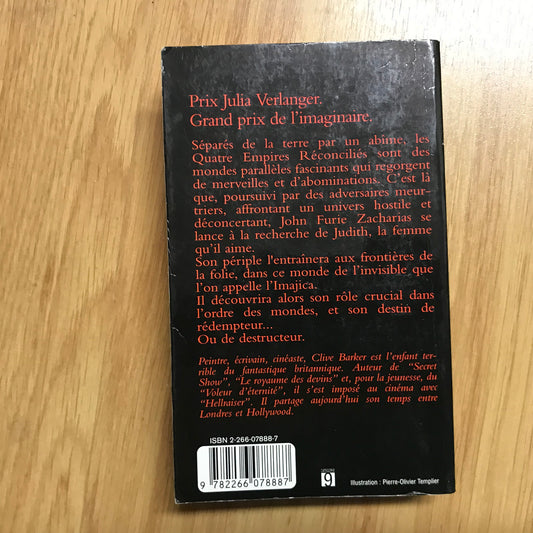 Prix Julia Verlanger.
Grand prix de l'imaginaire.
Séparés de la terre par un abîme, les
Quatre Empires Réconciliés sont des
mondes parallèles fascinants qui regorgent
de merveilles et d'abominations. C'est là
que, poursuivi par des adversaires meur-
triers, affrontant un univers hostile et
déconcertant, John Furie Zacharias se
lance à la recherche de Judith, la femme
qu'il aime.
Son périple l'entraînera aux frontières de
la folie, dans ce monde de l'invisible que
l'on appelle l'Imajica.
Il découvrira alors son rôle crucial dans
l'ordre des mondes, et son destin de
rédempteur...
Ou de destructeur.
Peintre, écrivain, cinéaste, Clive Barker est l'enfant ter-
rible du fantastique britannique. Auteur de "Secret
Show", "Le royaume des devins" et, pour la jeunesse, du
"Voleur d'éternité", il s'est imposé au cinéma avec
"Hellraiser". Il partage aujourd'hui son temps entre
Londres et Hollywood.
ISBN 2-266-07888-7
9 782266 078887
9
Illustration : Pierre-Olivier Templier